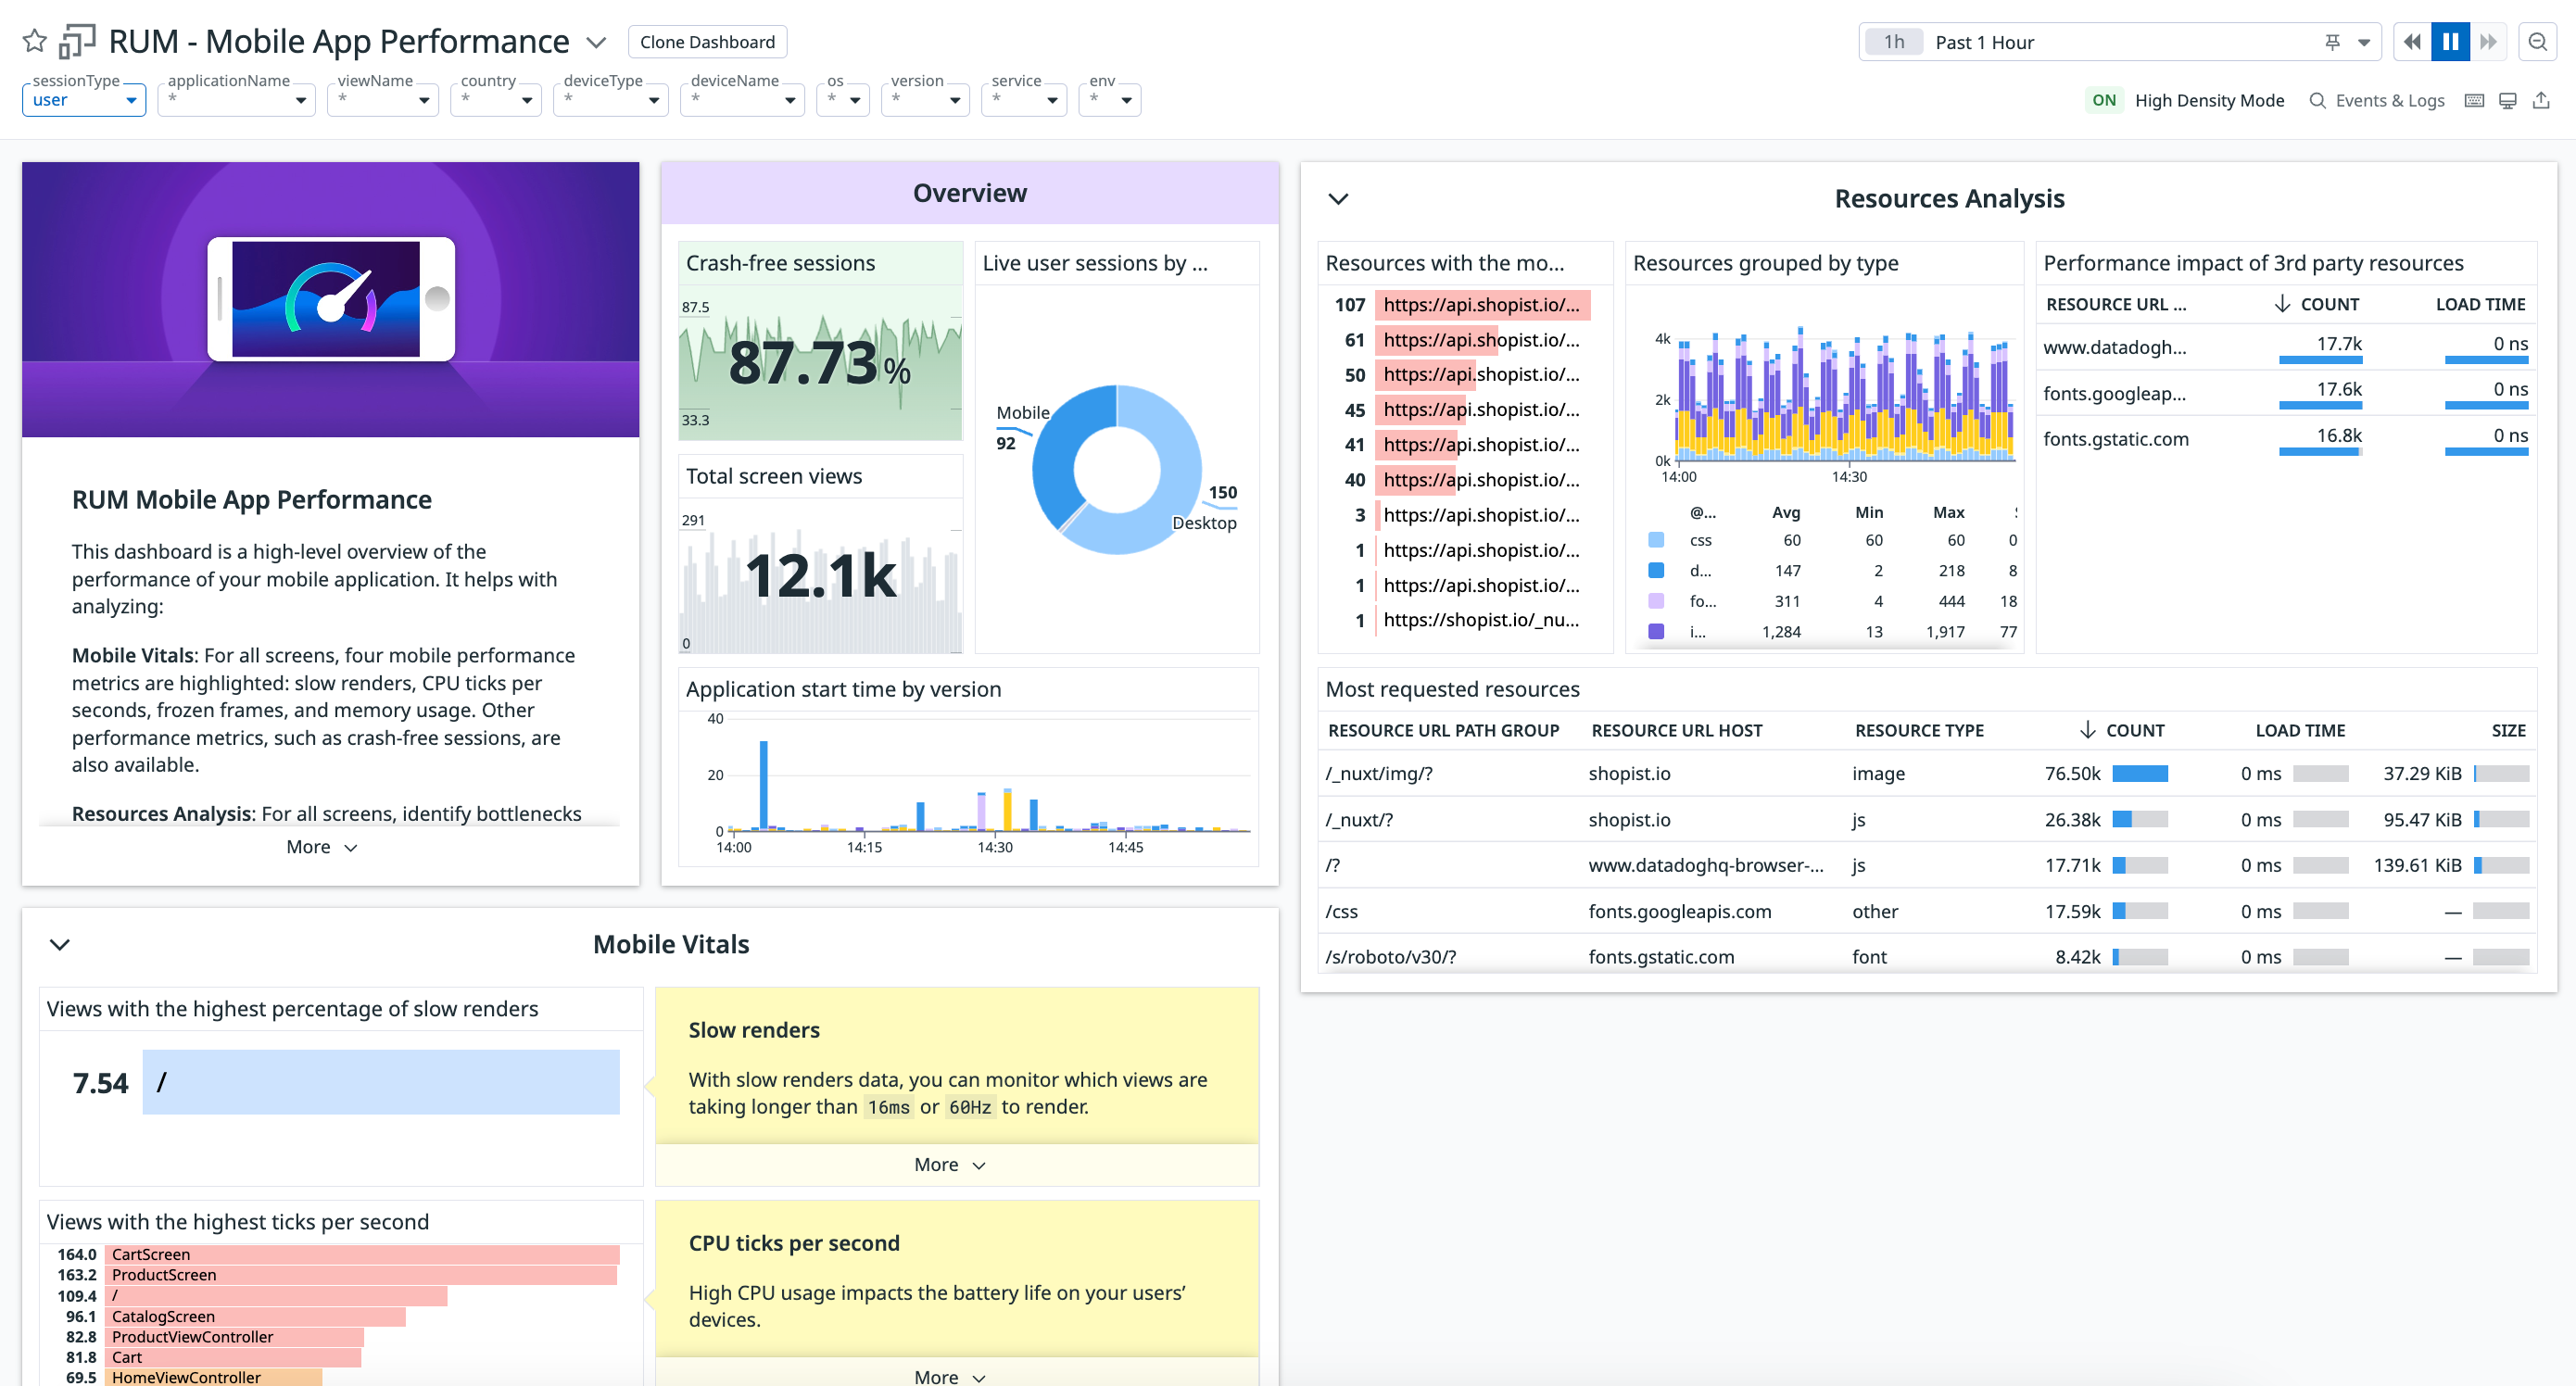 RUM - Mobile App Performance
Clone Dashboard
1h Past 1 Hour
sessionType user
applicationName *
viewName *
country *
deviceType *
deviceName *
os *
version *
service *
env *
ON High Density Mode
Events & Logs
RUM Mobile App Performance
This dashboard is a high-level overview of the
performance of your mobile application. It helps with
analyzing:
Mobile Vitals: For all screens, four mobile performance
metrics are highlighted: slow renders, CPU ticks per
seconds, frozen frames, and memory usage. Other
performance metrics, such as crash-free sessions, are
also available.
Resources Analysis: For all screens, identify bottlenecks
More
Overview
Crash-free sessions
87.5
87.73%
33.3
Total screen views
291
12.1k
0
Live user sessions by ...
Mobile
92
150
Desktop
Application start time by version
40
20
0
14:00 14:15 14:30 14:45
Resources Analysis
Resources with the mo...
107 https://api.shopist.io/...
61 https://api.shopist.io/...
50 https://api.shopist.io/...
45 https://api.shopist.io/...
41 https://api.shopist.io/...
40 https://api.shopist.io/...
3 https://api.shopist.io/...
1 https://api.shopist.io/...
1 https://api.shopist.io/...
1 https://shopist.io/_nu...
Resources grouped by type
4k
2k
0k
14:00 14:30
@... Avg Min Max
css 60 60 60 0
d... 147 2 218 8
fo... 311 4 444 18
i... 1,284 13 1,917 77
Performance impact of 3rd party resources
RESOURCE URL ... COUNT LOAD TIME
www.datadogh... 17.7k 0 ns
fonts.googleap... 17.6k 0 ns
fonts.gstatic.com 16.8k 0 ns
Most requested resources
RESOURCE URL PATH GROUP RESOURCE URL HOST RESOURCE TYPE COUNT LOAD TIME SIZE
/_nuxt/img/? shopist.io image 76.50k 0 ms 37.29 KiB
/_nuxt/? shopist.io js 26.38k 0 ms 95.47 KiB
/? www.datadoghq-browser-... js 17.71k 0 ms 139.61 KiB
/css fonts.googleapis.com other 17.59k 0 ms —
/s/roboto/v30/? fonts.gstatic.com font 8.42k 0 ms —
Mobile Vitals
Views with the highest percentage of slow renders
7.54 /
Slow renders
With slow renders data, you can monitor which views are
taking longer than 16ms or 60Hz to render.
More
Views with the highest ticks per second
164.0 CartScreen
163.2 ProductScreen
109.4 /
96.1 CatalogScreen
82.8 ProductViewController
81.8 Cart
69.5 HomeViewController
CPU ticks per second
High CPU usage impacts the battery life on your users’
devices.
More